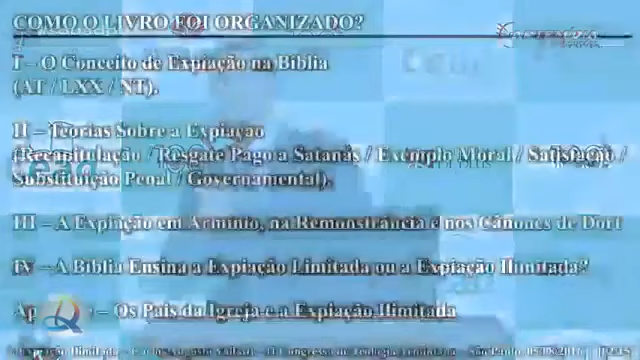 COMO O LIVRO FOI ORGANIZADO?
I – O Conceito de Expiação na Bíblia
(AT / LXX / NT).
II – Teorias Sobre a Expiação
(Recapitulação / Resgate Pago a Satanás / Exemplo Moral / Satisfação /
Substituição Penal / Governamental).
III – A Expiação em Armínio, na Remonstrância e nos Cânones de Dort
IV – A Bíblia Ensina a Expiação Limitada ou a Expiação Ilimitada?
– Os Pais da Igreja e a Expiação Ilimitada
Expiação Ilimitada –